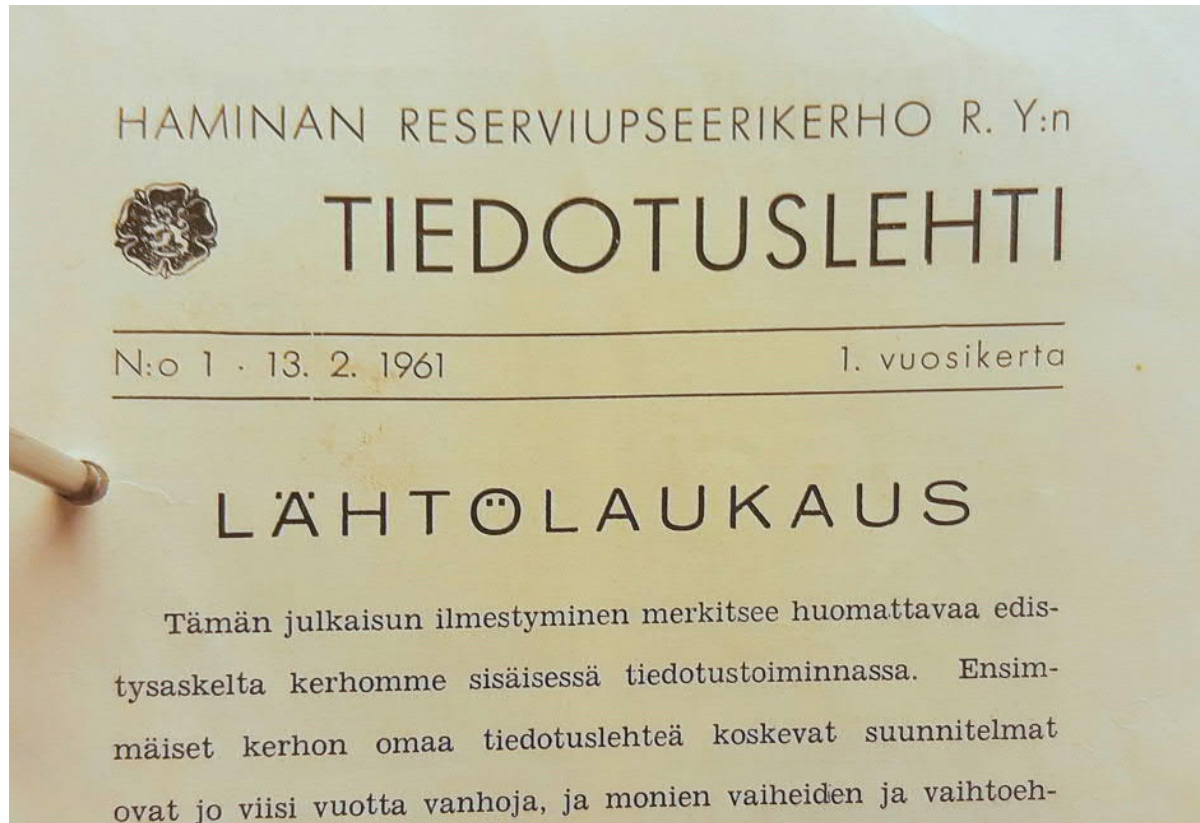 HAMINAN RESERVIUPSEERIKERHO R. Y:n
TIEDOTUSLEHTI
N:o 1 · 13. 2. 1961 1. vuosikerta
LÄHTÖLAUKAUS
Tämän julkaisun ilmestyminen merkitsee huomattavaa edis-
tysaskelta kerhomme sisäisessä tiedotustoiminnassa. Ensim-
mäiset kerhon omaa tiedotuslehteä koskevat suunnitelmat
ovat jo viisi vuotta vanhoja, ja monien vaiheiden ja vaihtoeh-